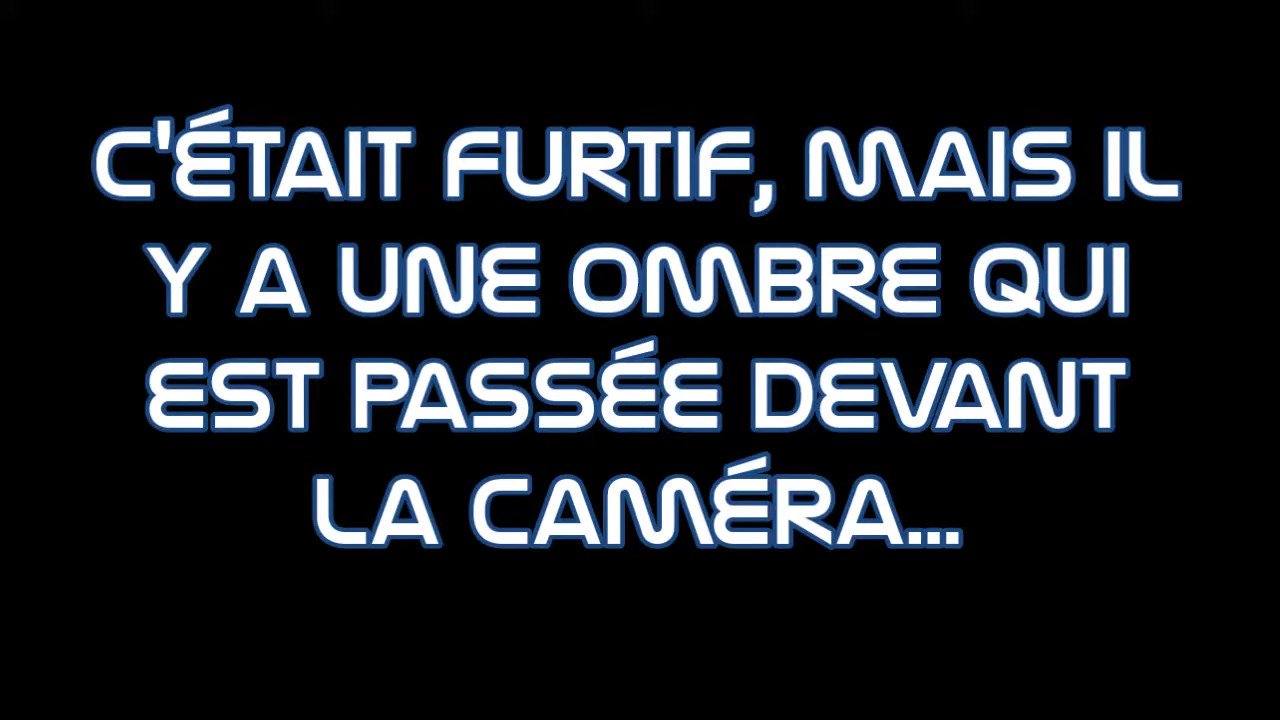 C'ÉTAIT FURTIF, MAIS IL
Y A UNE OMBRE QUI
EST PASSÉE DEVANT
LA CAMÉRA...